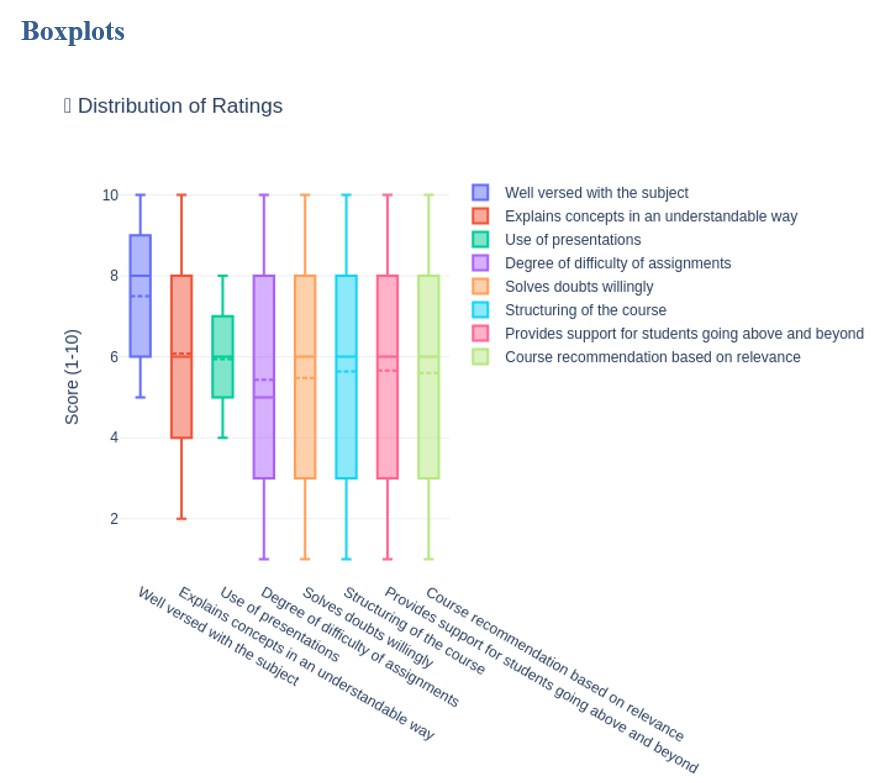 Boxplots
▯ Distribution of Ratings
10
8
6
4
2
Score (1-10)
Well versed with the subject
Explains concepts in an understandable way
Use of presentations
Degree of difficulty of assignments
Solves doubts willingly
Structuring of the course
Provides support for students going above and beyond
Course recommendation based on relevance
Well versed with the subject
Explains concepts in an understandable way
Use of presentations
Degree of difficulty of assignments
Solves doubts willingly
Structuring of the course
Provides support for students going above and beyond
Course recommendation based on relevance